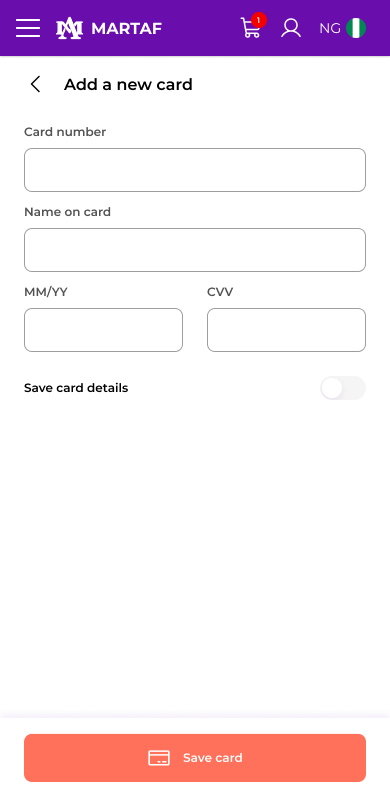 MARTAF
1
NG
Add a new card
Card number
Name on card
MM/YY
CVV
Save card details
Save card